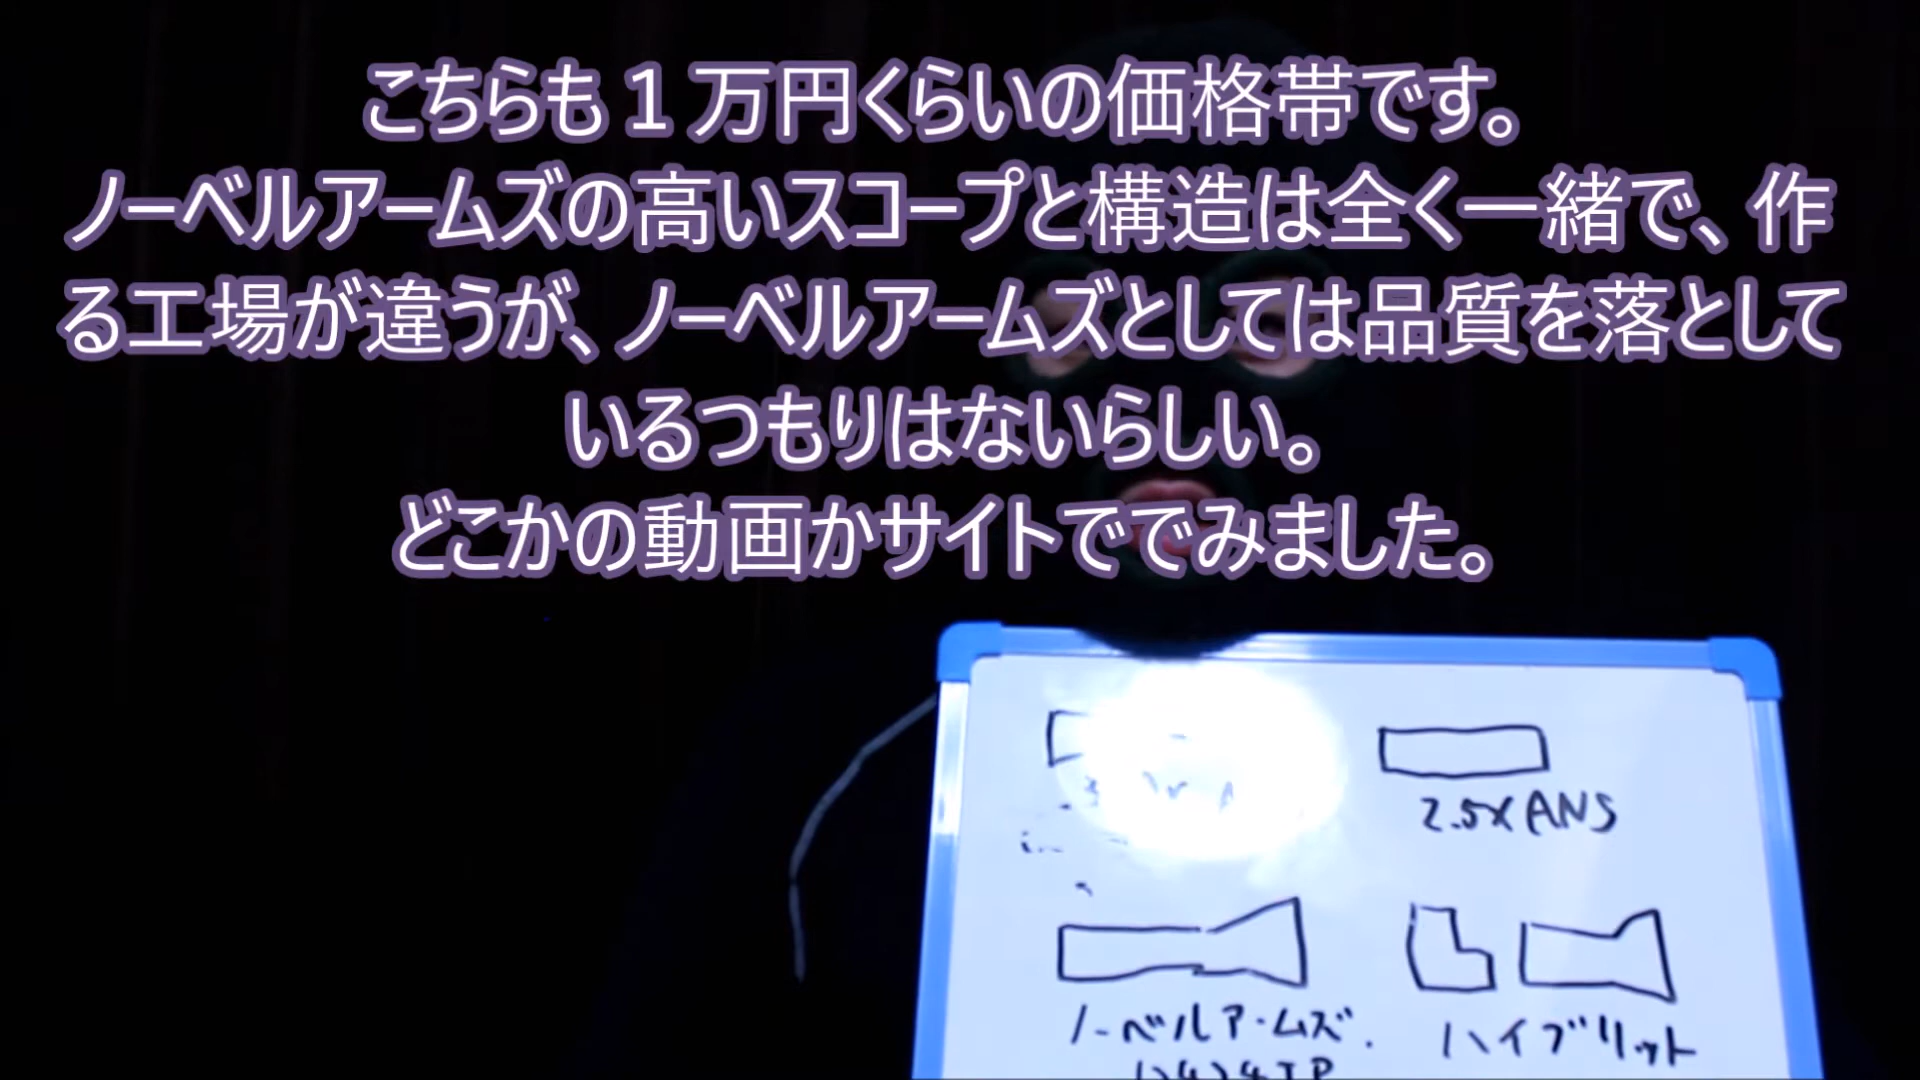 こちらも１万円くらいの価格帯です。
ノーベルアームズの高いスコープと構造は全く一緒で、作
る工場が違うが、ノーベルアームズとしては品質を落として
いるつもりはないらしい。
どこかの動画かサイトででみました。
2.5X ANS
ノーベルアームズ.
ハイブリット